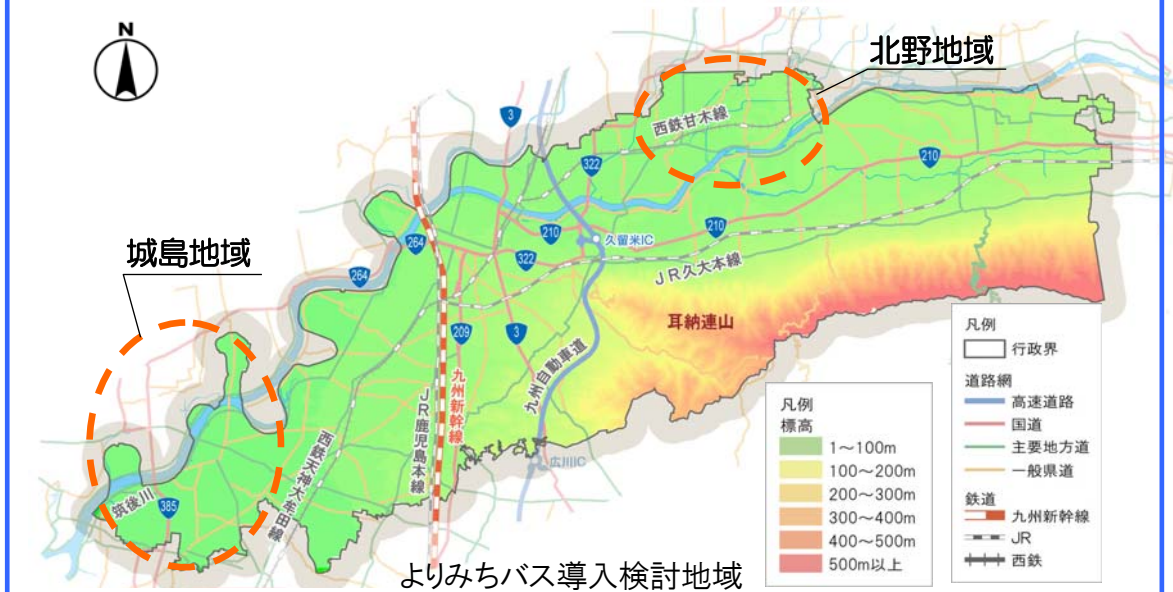 N
北野地域
3
西鉄甘木線
322
210
210
久留米IC
210
城島地域
264
264
322
JR久大本線
耳納連山
209
3
九州自動車道
九州新幹線
JR鹿児島本線
西鉄天神大牟田線
広川IC
筑後川
385
よりみちバス導入検討地域
凡例
標高
1～100m
100～200m
200～300m
300～400m
400～500m
500m以上
凡例
行政界
道路網
高速道路
国道
主要地方道
一般県道
鉄道
九州新幹線
JR
西鉄